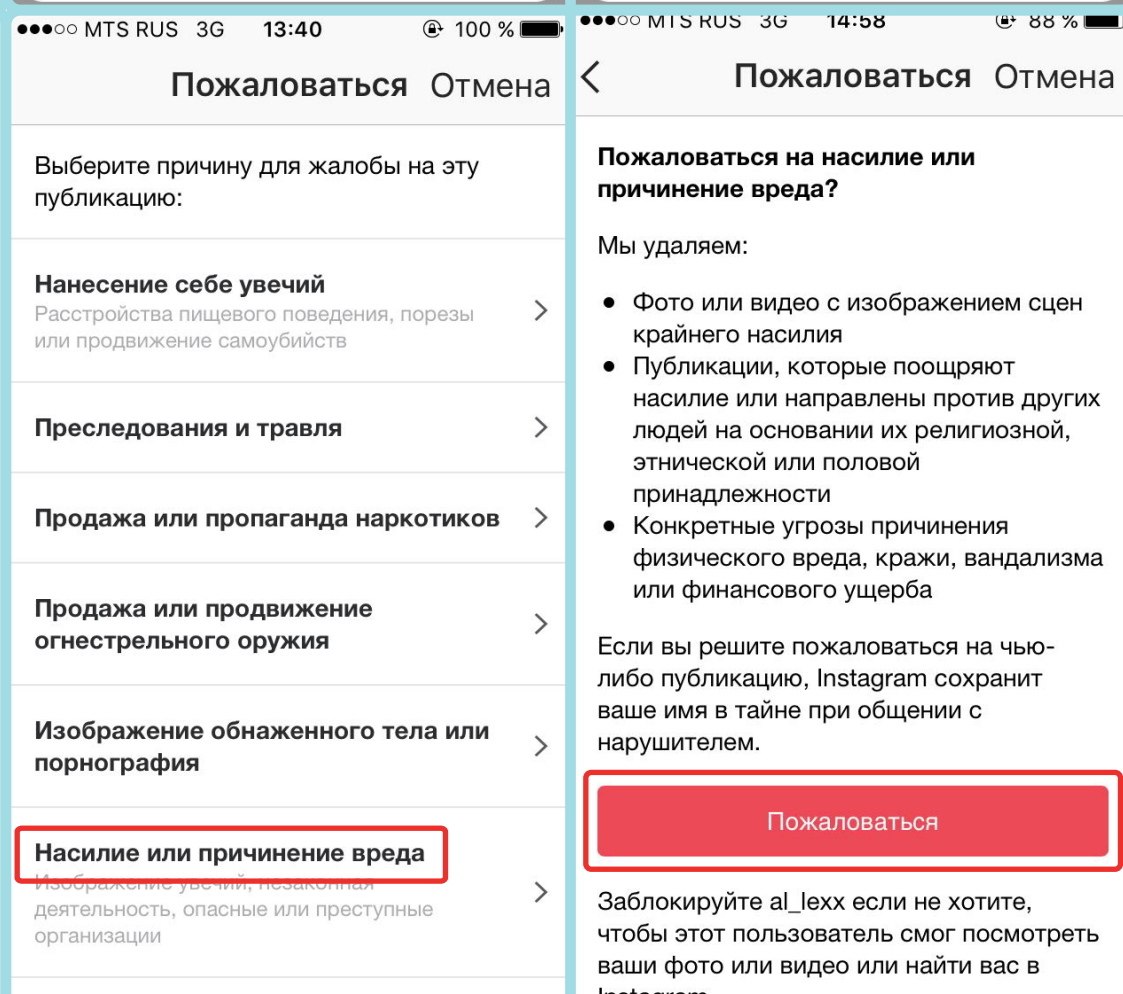 MTS RUS 3G 13:40 100 %
Пожаловаться Отмена
Выберите причину для жалобы на эту
публикацию:
Нанесение себе увечий
Расстройства пищевого поведения, порезы
или продвижение самоубийств
Преследования и травля
Продажа или пропаганда наркотиков
Продажа или продвижение
огнестрельного оружия
Изображение обнаженного тела или
порнография
Насилие или причинение вреда
Изображение увечий, незаконная
деятельность, опасные или преступные
организации
MTS RUS 3G 14:58 88 %
Пожаловаться Отмена
Пожаловаться на насилие или
причинение вреда?
Мы удаляем:
● Фото или видео с изображением сцен
крайнего насилия
● Публикации, которые поощряют
насилие или направлены против других
людей на основании их религиозной,
этнической или половой
принадлежности
● Конкретные угрозы причинения
физического вреда, кражи, вандализма
или финансового ущерба
Если вы решите пожаловаться на чью-
либо публикацию, Instagram сохранит
ваше имя в тайне при общении с
нарушителем.
Пожаловаться
Заблокируйте al_lexx если не хотите,
чтобы этот пользователь смог посмотреть
ваши фото или видео или найти вас в
Instagram